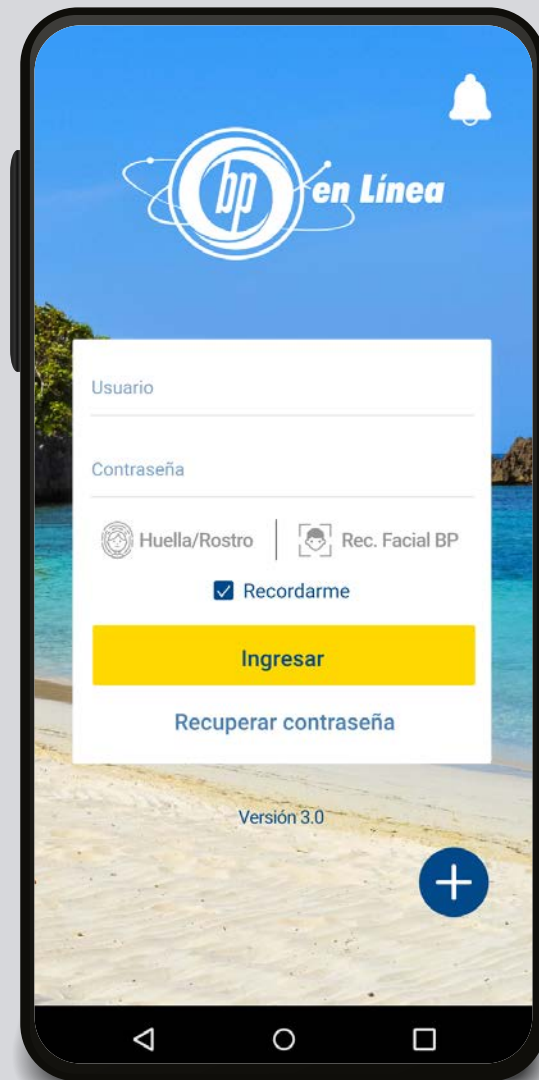 bp en Línea
Usuario
Contraseña
Huella/Rostro Rec. Facial BP
Recordarme
Ingresar
Recuperar contraseña
Versión 3.0